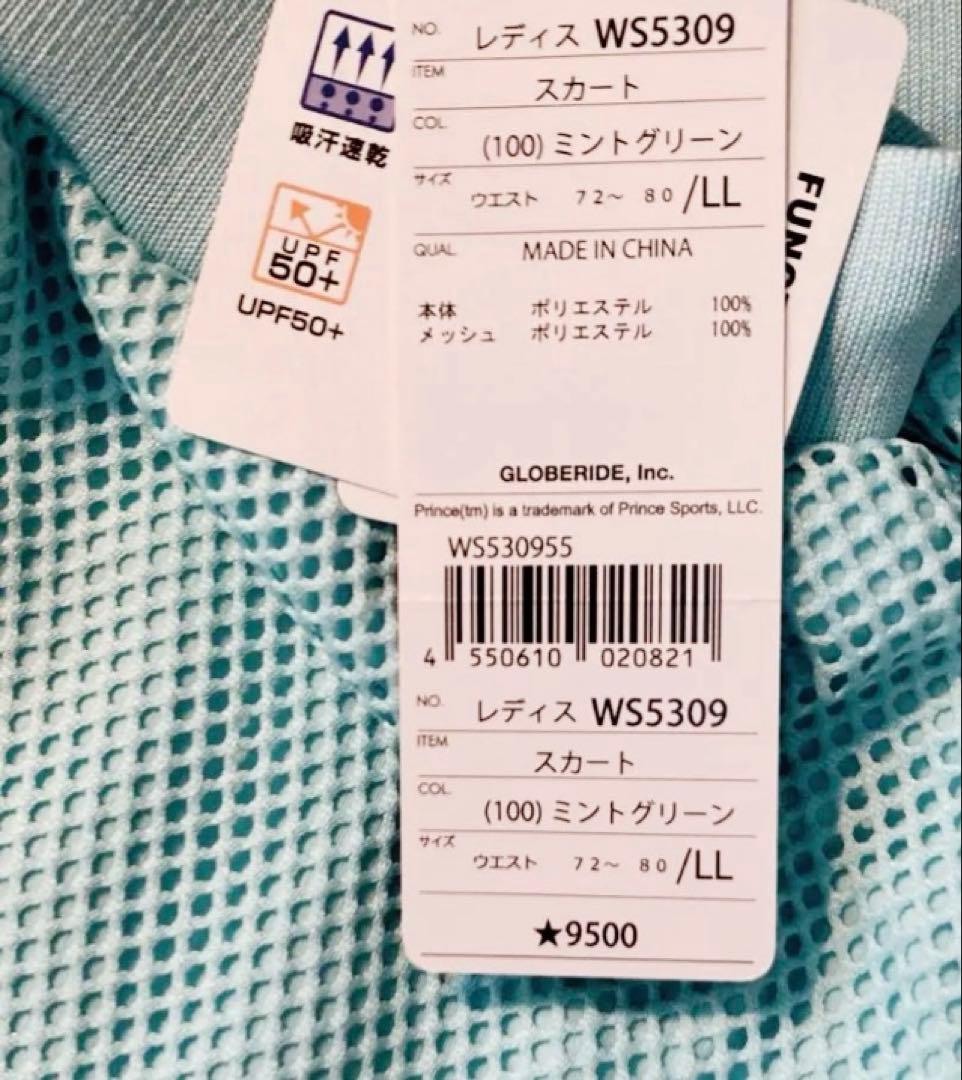 吸汗速乾
UPF
50+
UPF50+
NO. レディス WS5309
ITEM
スカート
COL.
(100) ミントグリーン
サイズ
ウエスト 72～ 80 /LL
QUAL. MADE IN CHINA
本体 ポリエステル 100%
メッシュ ポリエステル 100%
GLOBERIDE, Inc.
Prince(tm) is a trademark of Prince Sports, LLC.
WS530955
4 550610 020821
NO. レディス WS5309
ITEM
スカート
COL.
(100) ミントグリーン
サイズ
ウエスト 72～ 80 /LL
★9500